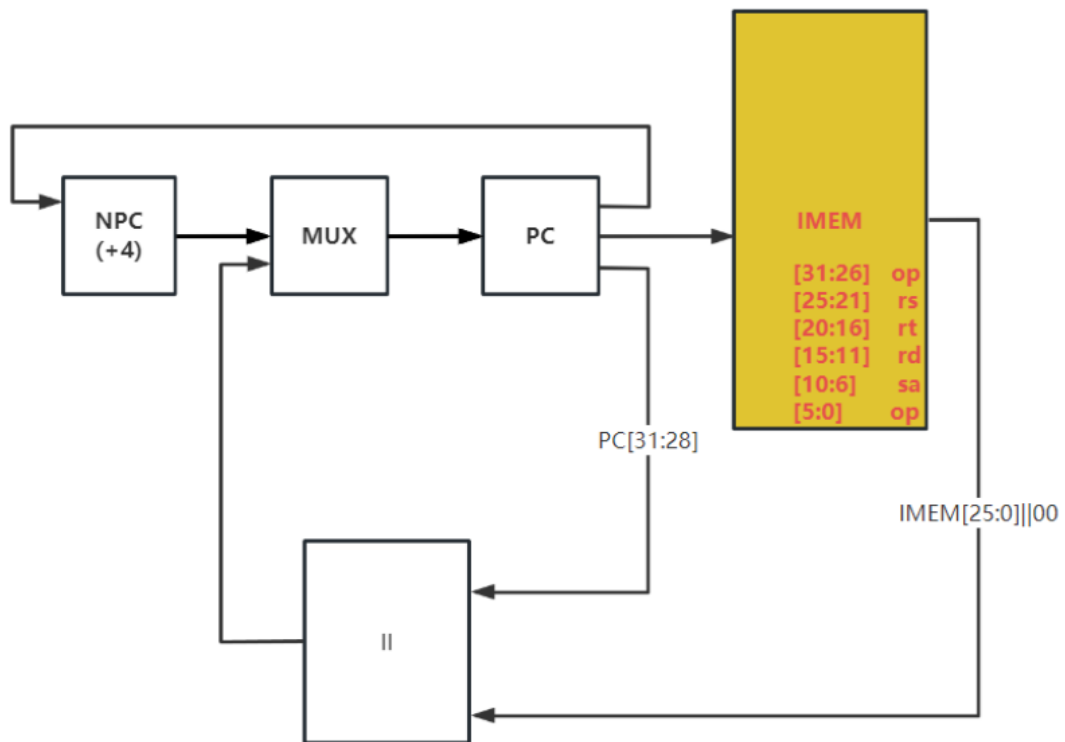 NPC
(+4)
MUX
PC
IMEM
[31:26] op
[25:21] rs
[20:16] rt
[15:11] rd
[10:6] sa
[5:0] op
PC[31:28]
IMEM[25:0]||00
||